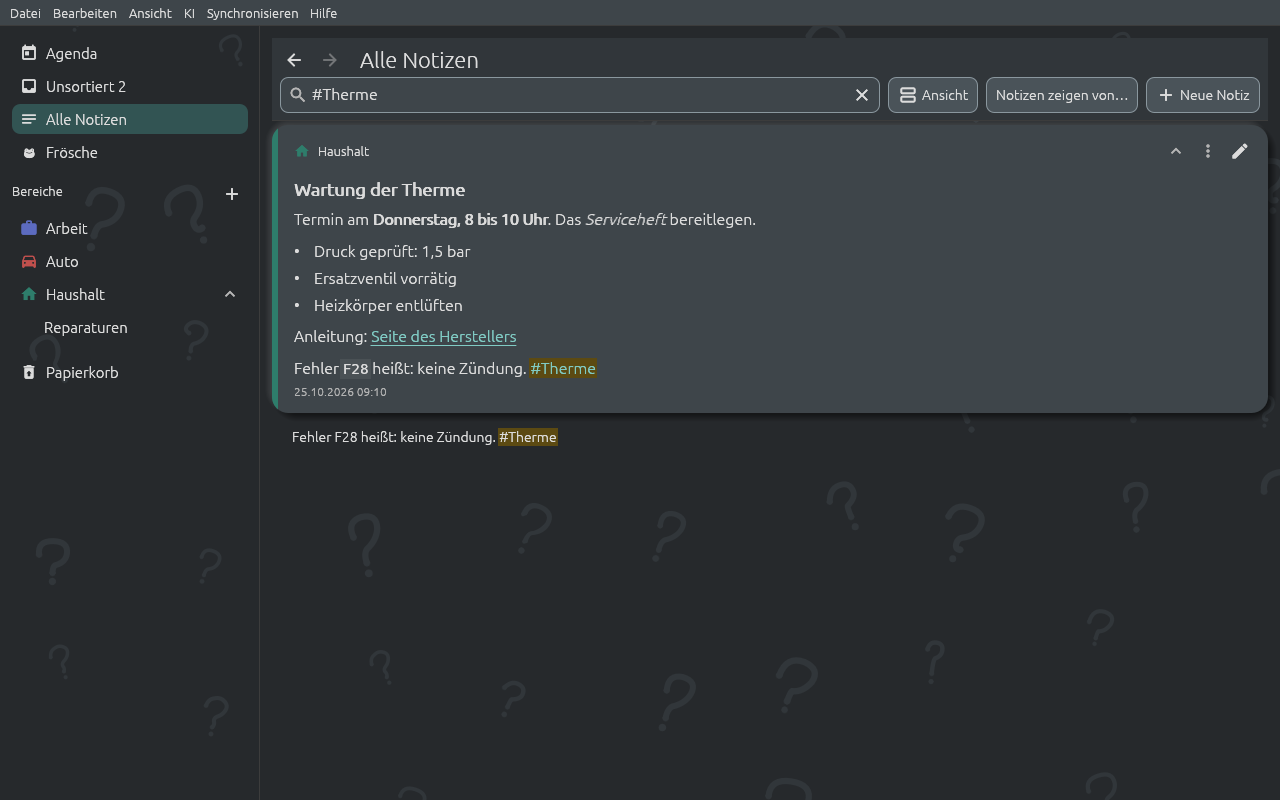 Datei Bearbeiten Ansicht KI Synchronisieren Hilfe
Agenda
Unsortiert 2
Alle Notizen
Frösche
Bereiche
Arbeit
Auto
Haushalt
Reparaturen
Papierkorb
Alle Notizen
#Therme
Ansicht
Notizen zeigen von…
Neue Notiz
Haushalt
Wartung der Therme
Termin am Donnerstag, 8 bis 10 Uhr. Das Serviceheft bereitlegen.
• Druck geprüft: 1,5 bar
• Ersatzventil vorrätig
• Heizkörper entlüften
Anleitung: Seite des Herstellers
Fehler F28 heißt: keine Zündung. #Therme
25.10.2026 09:10
Fehler F28 heißt: keine Zündung. #Therme